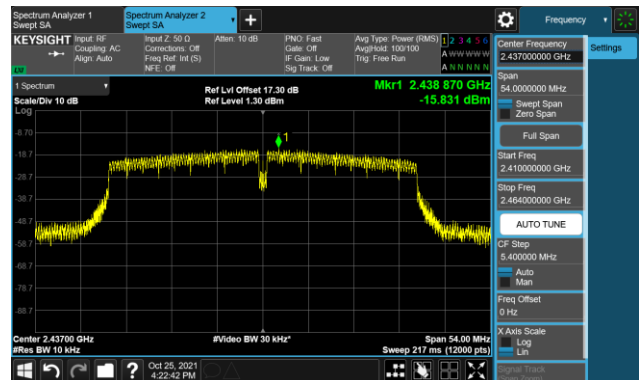 Spectrum Analyzer 1
Swept SA
Spectrum Analyzer 2
Swept SA
+
Frequency
KEYSIGHT
Input: RF
Coupling: AC
Align: Auto
Input Z: 50 Ω
Corrections: Off
Freq Ref: Int (S)
NFE: Off
Atten: 10 dB
PNO: Fast
Gate: Off
IF Gain: Low
Sig Track: Off
Avg Type: Power (RMS)
Avg|Hold: 100/100
Trig: Free Run
1 2 3 4 5 6
A W W W W W
A N N N N N
1 Spectrum
Scale/Div 10 dB
Log
Ref Lvl Offset 17.30 dB
Ref Level 1.30 dBm
Mkr1 2.438 870 GHz
-15.831 dBm
1
-8.70
-18.7
-28.7
-38.7
-48.7
-58.7
-68.7
-78.7
-88.7
Center 2.43700 GHz
#Res BW 10 kHz
#Video BW 30 kHz*
Span 54.00 MHz
Sweep 217 ms (12000 pts)
Center Frequency
2.437000000 GHz
Settings
Span
54.0000000 MHz
Swept Span
Zero Span
Full Span
Start Freq
2.410000000 GHz
Stop Freq
2.464000000 GHz
AUTO TUNE
CF Step
5.400000 MHz
Auto
Man
Freq Offset
0 Hz
X Axis Scale
Log
Lin
Signal Track
?
Oct 25, 2021
4:22:42 PM